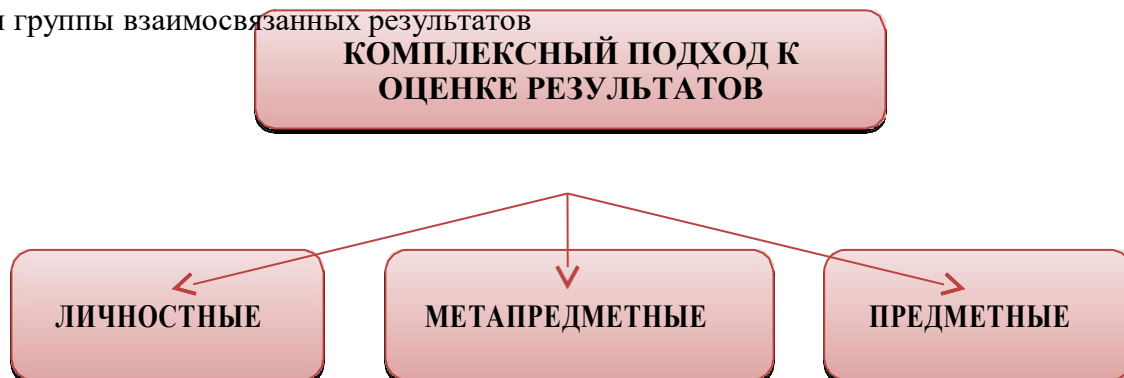 и группы взаимосвязанных результатов
КОМПЛЕКСНЫЙ ПОДХОД К
ОЦЕНКЕ РЕЗУЛЬТАТОВ
ЛИЧНОСТНЫЕ
МЕТАПРЕДМЕТНЫЕ
ПРЕДМЕТНЫЕ